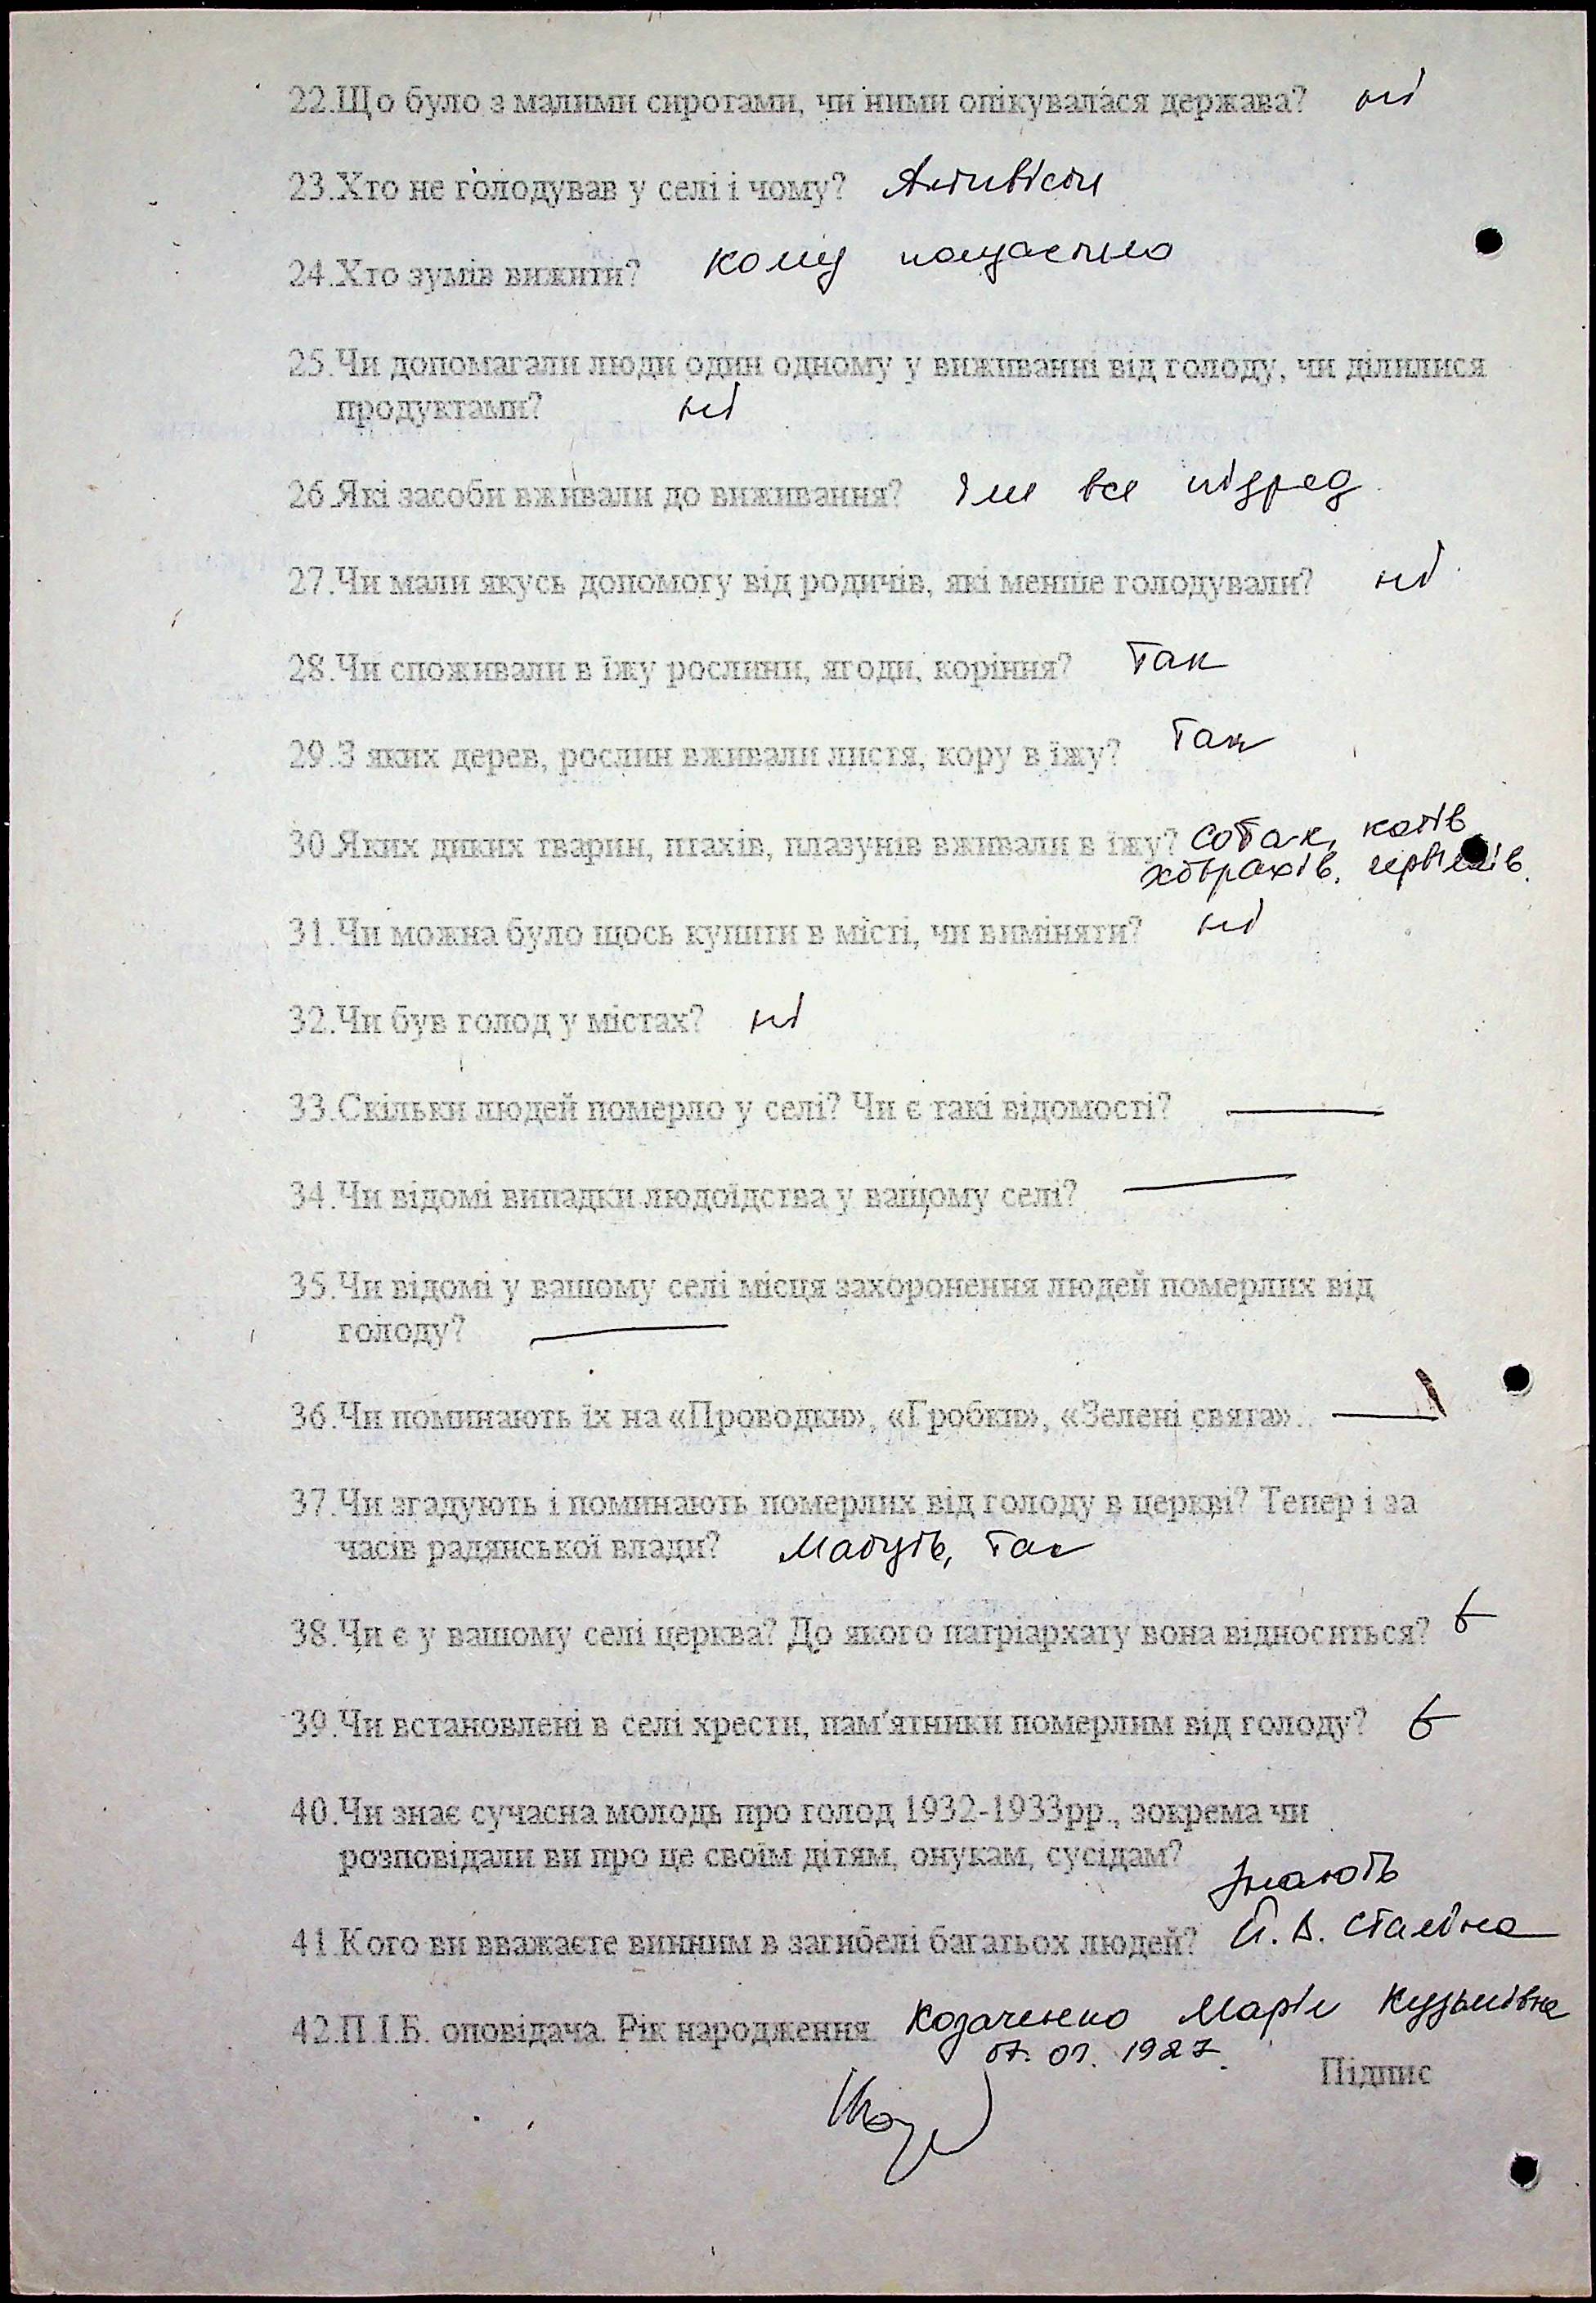 22.Що було з малими сиротами, чи ними опікувалася держава? ні
23.Хто не голодував у селі і чому? Активісти
24.Хто зумів вижити? Кому пощастило
25.Чи допомагали люди один одному у виживанні від голоду, чи ділилися
продуктами? ні
26.Які засоби вживали до виживання? Їли все підряд
27.Чи мали якусь допомогу від родичів, які менше голодували? ні
28.Чи споживали в їжу рослини, ягоди, коріння? Так
29.З яких дерев, рослин вживали листя, кору в їжу? Так
30.Яких диких тварин, птахів, плазунів вживали в їжу? собак, котів
ховрахів,
31.Чи можна було щось купити в місті, чи виміняти? ні
32.Чи був голод у містах? ні
33.Скільки людей померло у селі? Чи є такі відомості? —
34.Чи відомі випадки людоїдства у вашому селі? —
35.Чи відомі у вашому селі місця захоронення людей померлих від
голоду? —
36.Чи поминають їх на «Проводки», «Гробки», «Зелені свята».. —
37.Чи згадують і поминають померлих від голоду в церкві? Тепер і за
часів радянської влади? Мабуть, так
38.Чи є у вашому селі церква? До якого патріархату вона відноситься?
39.Чи встановлені в селі хрести, пам'ятники померлим від голоду?
40.Чи знає сучасна молодь про голод 1932-1933рр., зокрема чи
розповідали ви про це своїм дітям, онукам, сусідам?
Знають
41.Кого ви вважаєте винним в загибелі багатьох людей? Й. В. Сталіна
42.П.І.Б. оповідача. Рік народження. Козаченко Марія Кузьмівна
07. 01. 1927.
Підпис